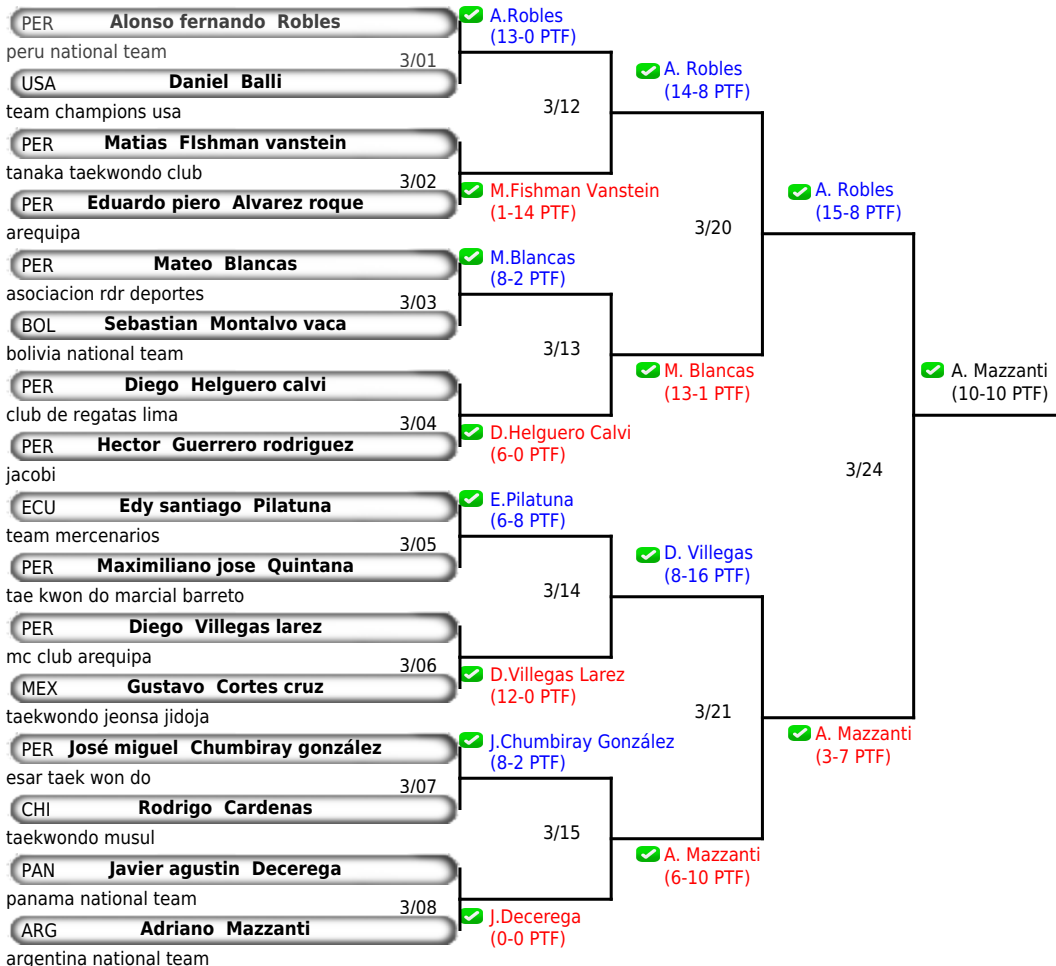 PER Alonso fernando Robles
peru national team
3/01
USA Daniel Balli
team champions usa
PER Matias FIshman vanstein
tanaka taekwondo club
3/02
PER Eduardo piero Alvarez roque
arequipa
PER Mateo Blancas
asociacion rdr deportes
3/03
BOL Sebastian Montalvo vaca
bolivia national team
PER Diego Helguero calvi
club de regatas lima
3/04
PER Hector Guerrero rodriguez
jacobi
ECU Edy santiago Pilatuna
team mercenarios
3/05
PER Maximiliano jose Quintana
tae kwon do marcial barreto
PER Diego Villegas larez
mc club arequipa
3/06
MEX Gustavo Cortes cruz
taekwondo jeonsa jidoja
PER José miguel Chumbiray gonzález
esar taek won do
3/07
CHI Rodrigo Cardenas
taekwondo musul
PAN Javier agustin Decerega
panama national team
3/08
ARG Adriano Mazzanti
argentina national team
A.Robles
(13-0 PTF)
3/12
M.Fishman Vanstein
(1-14 PTF)
M.Blancas
(8-2 PTF)
3/13
D.Helguero Calvi
(6-0 PTF)
E.Pilatuna
(6-8 PTF)
3/14
D.Villegas Larez
(12-0 PTF)
J.Chumbiray González
(8-2 PTF)
3/15
J.Decerega
(0-0 PTF)
A. Robles
(14-8 PTF)
3/20
M. Blancas
(13-1 PTF)
D. Villegas
(8-16 PTF)
3/21
A. Mazzanti
(6-10 PTF)
A. Robles
(15-8 PTF)
3/24
A. Mazzanti
(3-7 PTF)
A. Mazzanti
(10-10 PTF)